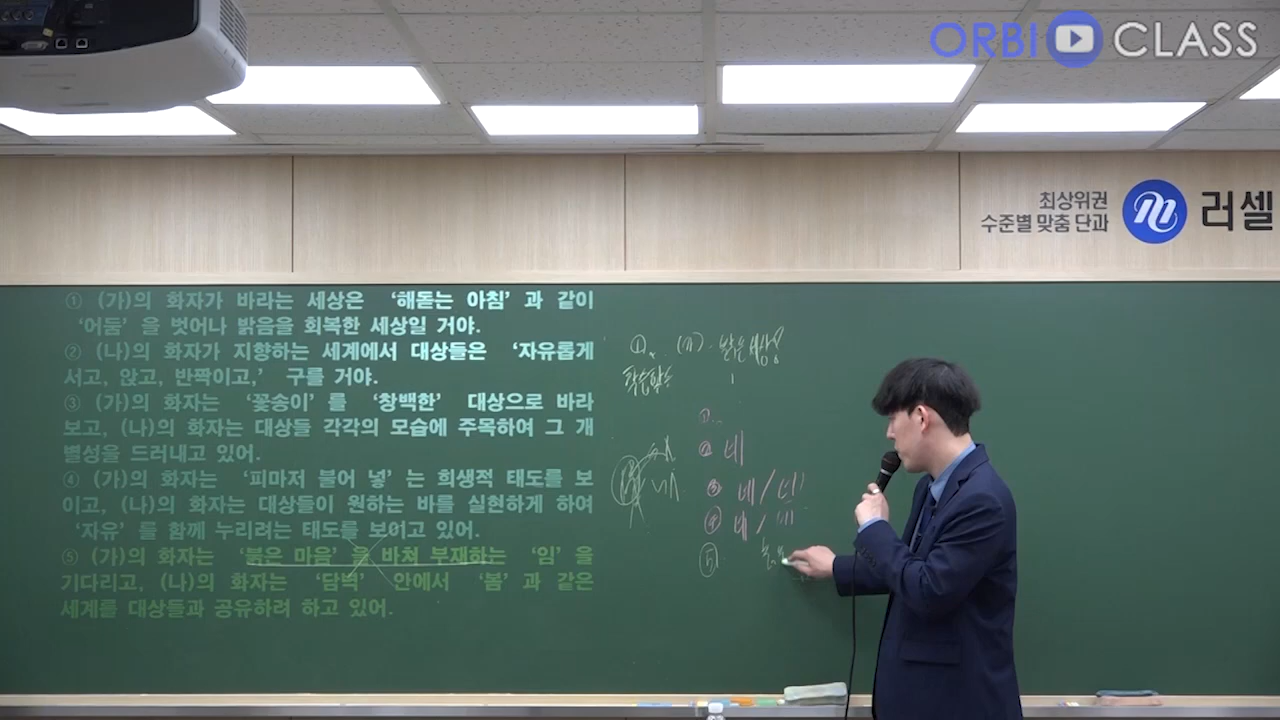 ORBI CLASS
최상위권
수준별 맞춤 단과
러셀
① (가)의 화자가 바라는 세상은 ‘해돋는 아침’과 같이
‘어둠’을 벗어나 밝음을 회복한 세상일 거야.
② (나)의 화자가 지향하는 세계에서 대상들은 ‘자유롭게
서고, 앉고, 반짝이고,’ 구를 거야.
③ (가)의 화자는 ‘꽃송이’를 ‘창백한’ 대상으로 바라
보고, (나)의 화자는 대상들 각각의 모습에 주목하여 그 개
별성을 드러내고 있어.
④ (가)의 화자는 ‘피마저 불어 넣’는 희생적 태도를 보
이고, (나)의 화자는 대상들이 원하는 바를 실현하게 하여
‘자유’를 함께 누리려는 태도를 보이고 있어.
⑤ (가)의 화자는 ‘붉은 마음’을 바쳐 부재하는 ‘임’을
기다리고, (나)의 화자는 ‘담벽’ 안에서 ‘봄’과 같은
세계를 대상들과 공유하려 하고 있어.
①
밝은 세상
①
② 네
③ 네/네
④ 네/네
⑤